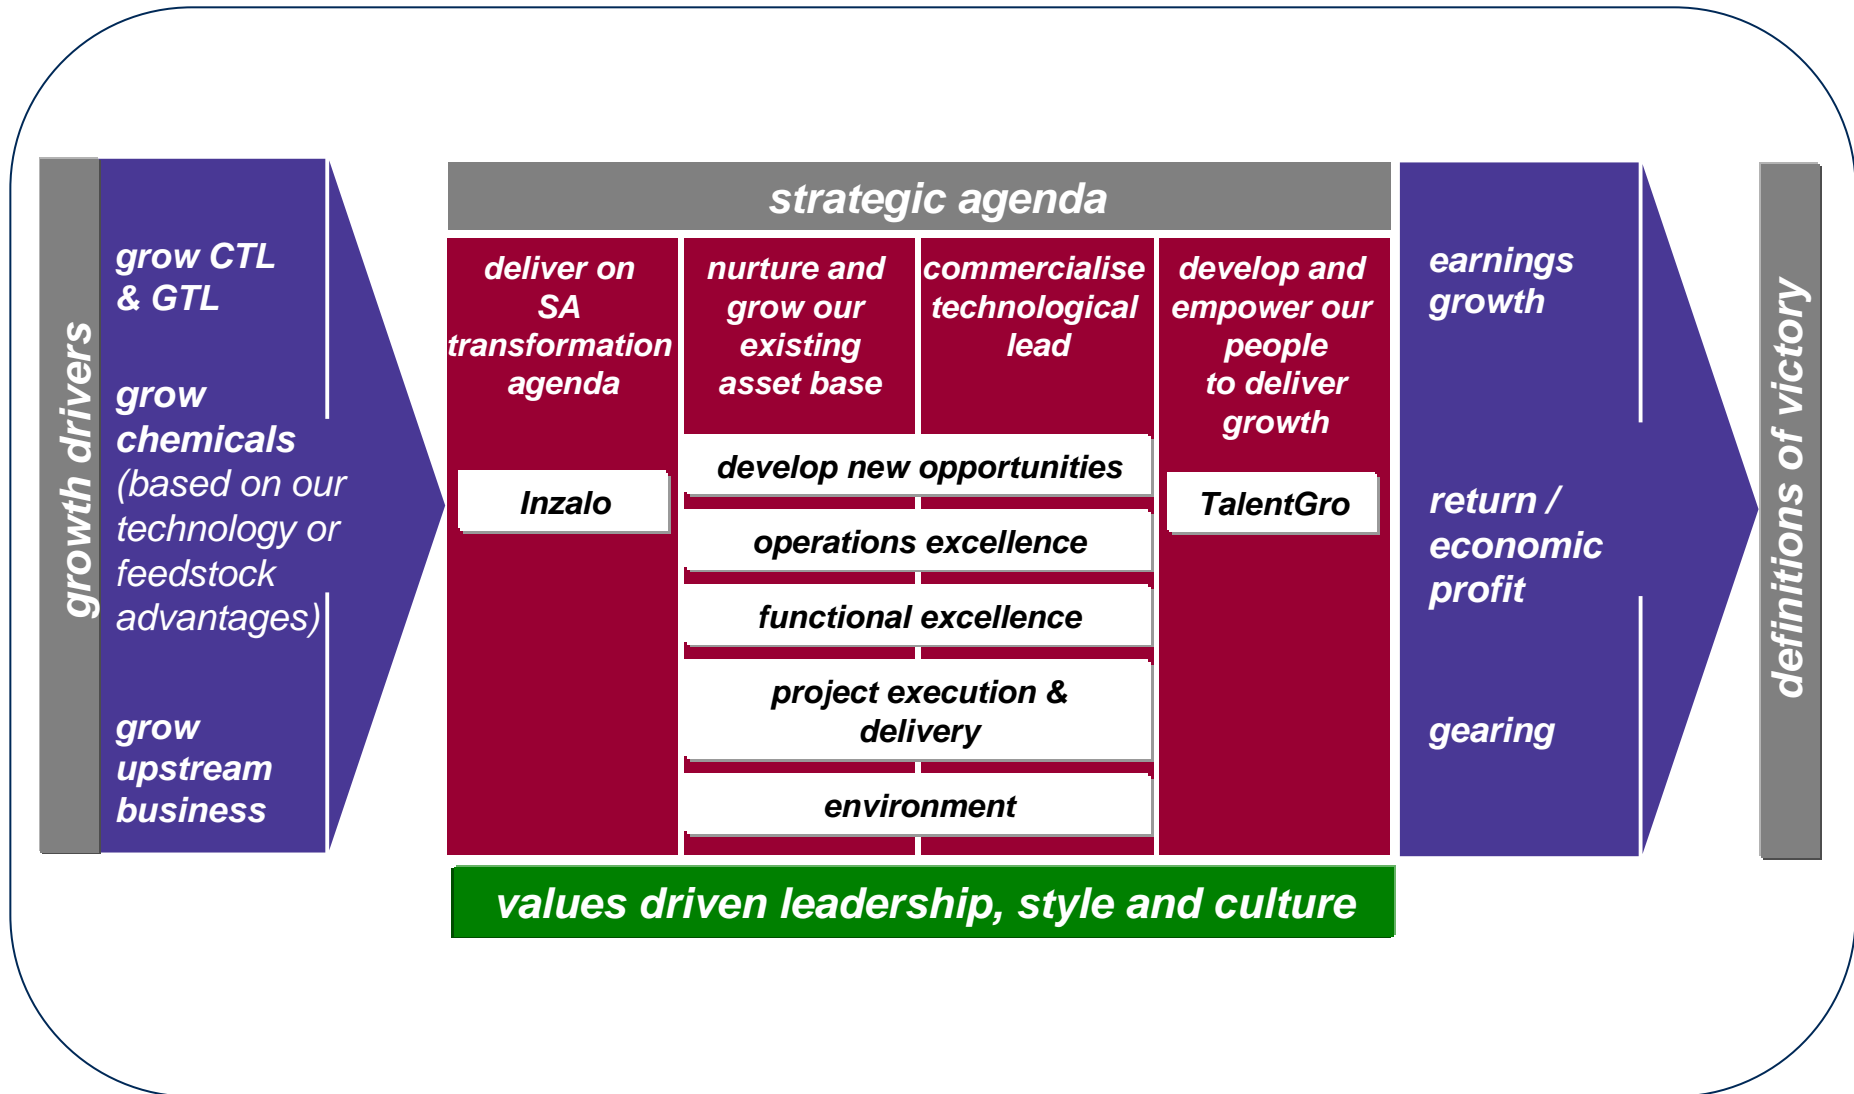 growth drivers
grow CTL
& GTL
grow
chemicals
(based on our
technology or
feedstock
advantages)
grow
upstream
business
strategic agenda
deliver on
SA
transformation
agenda
Inzalo
nurture and
grow our
existing
asset base
commercialise
technological
lead
develop and
empower our
people
to deliver
growth
TalentGro
develop new opportunities
operations excellence
functional excellence
project execution &
delivery
environment
values driven leadership, style and culture
earnings
growth
return /
economic
profit
gearing
definitions of victory